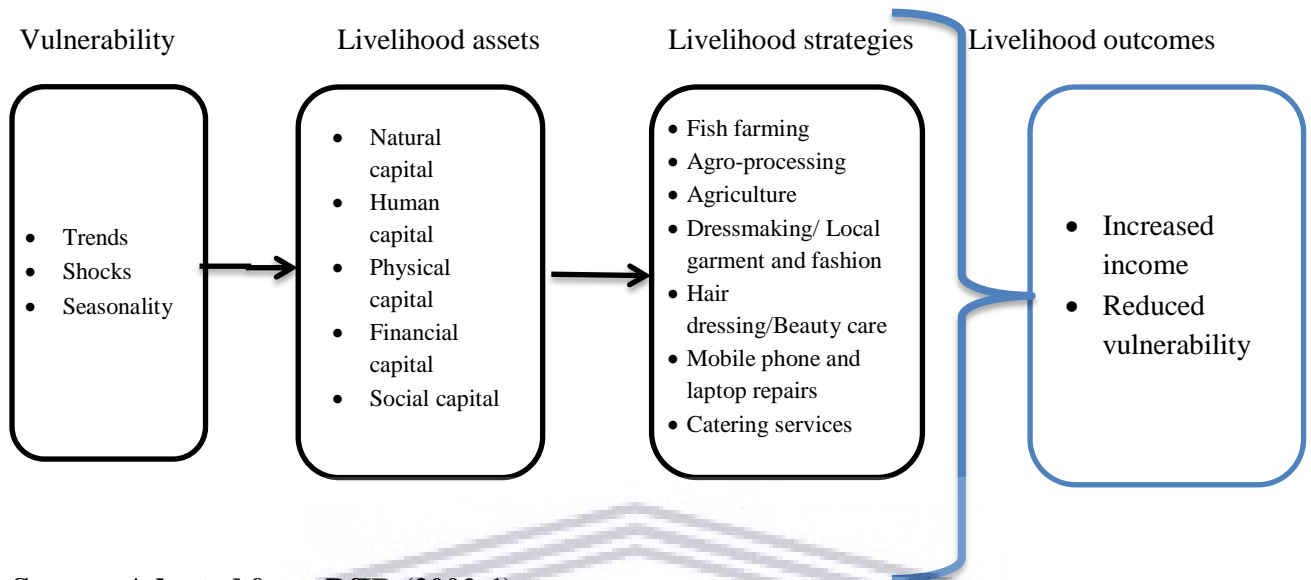 Vulnerability
Livelihood assets
Livelihood strategies
Livelihood outcomes
• Trends
• Shocks
• Seasonality
• Natural
capital
• Human
capital
• Physical
capital
• Financial
capital
• Social capital
• Fish farming
• Agro-processing
• Agriculture
• Dressmaking/ Local
garment and fashion
• Hair
dressing/Beauty care
• Mobile phone and
laptop repairs
• Catering services
• Increased
income
• Reduced
vulnerability